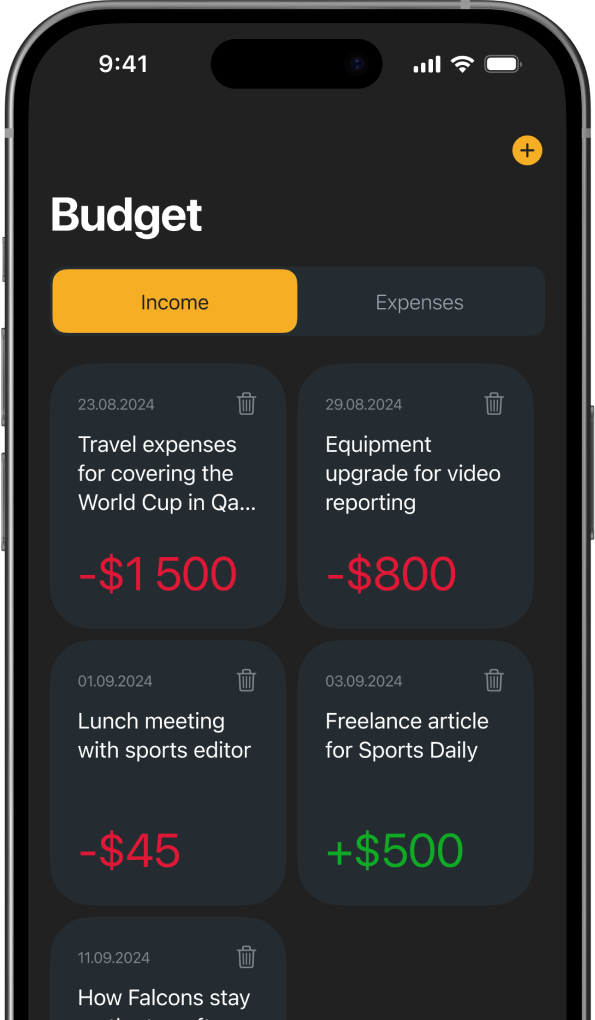 9:41
Budget
Income
Expenses
23.08.2024
Travel expenses
for covering the
World Cup in Qa...
-$1 500
29.08.2024
Equipment
upgrade for video
reporting
-$800
01.09.2024
Lunch meeting
with sports editor
-$45
03.09.2024
Freelance article
for Sports Daily
+$500
11.09.2024
How Falcons stay